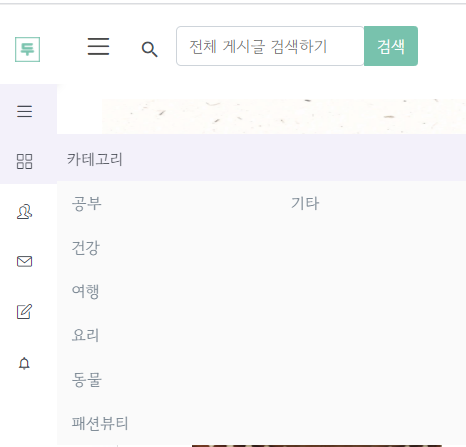 두
전체 게시글 검색하기 검색
카테고리
공부 기타
건강
여행
요리
동물
패션뷰티